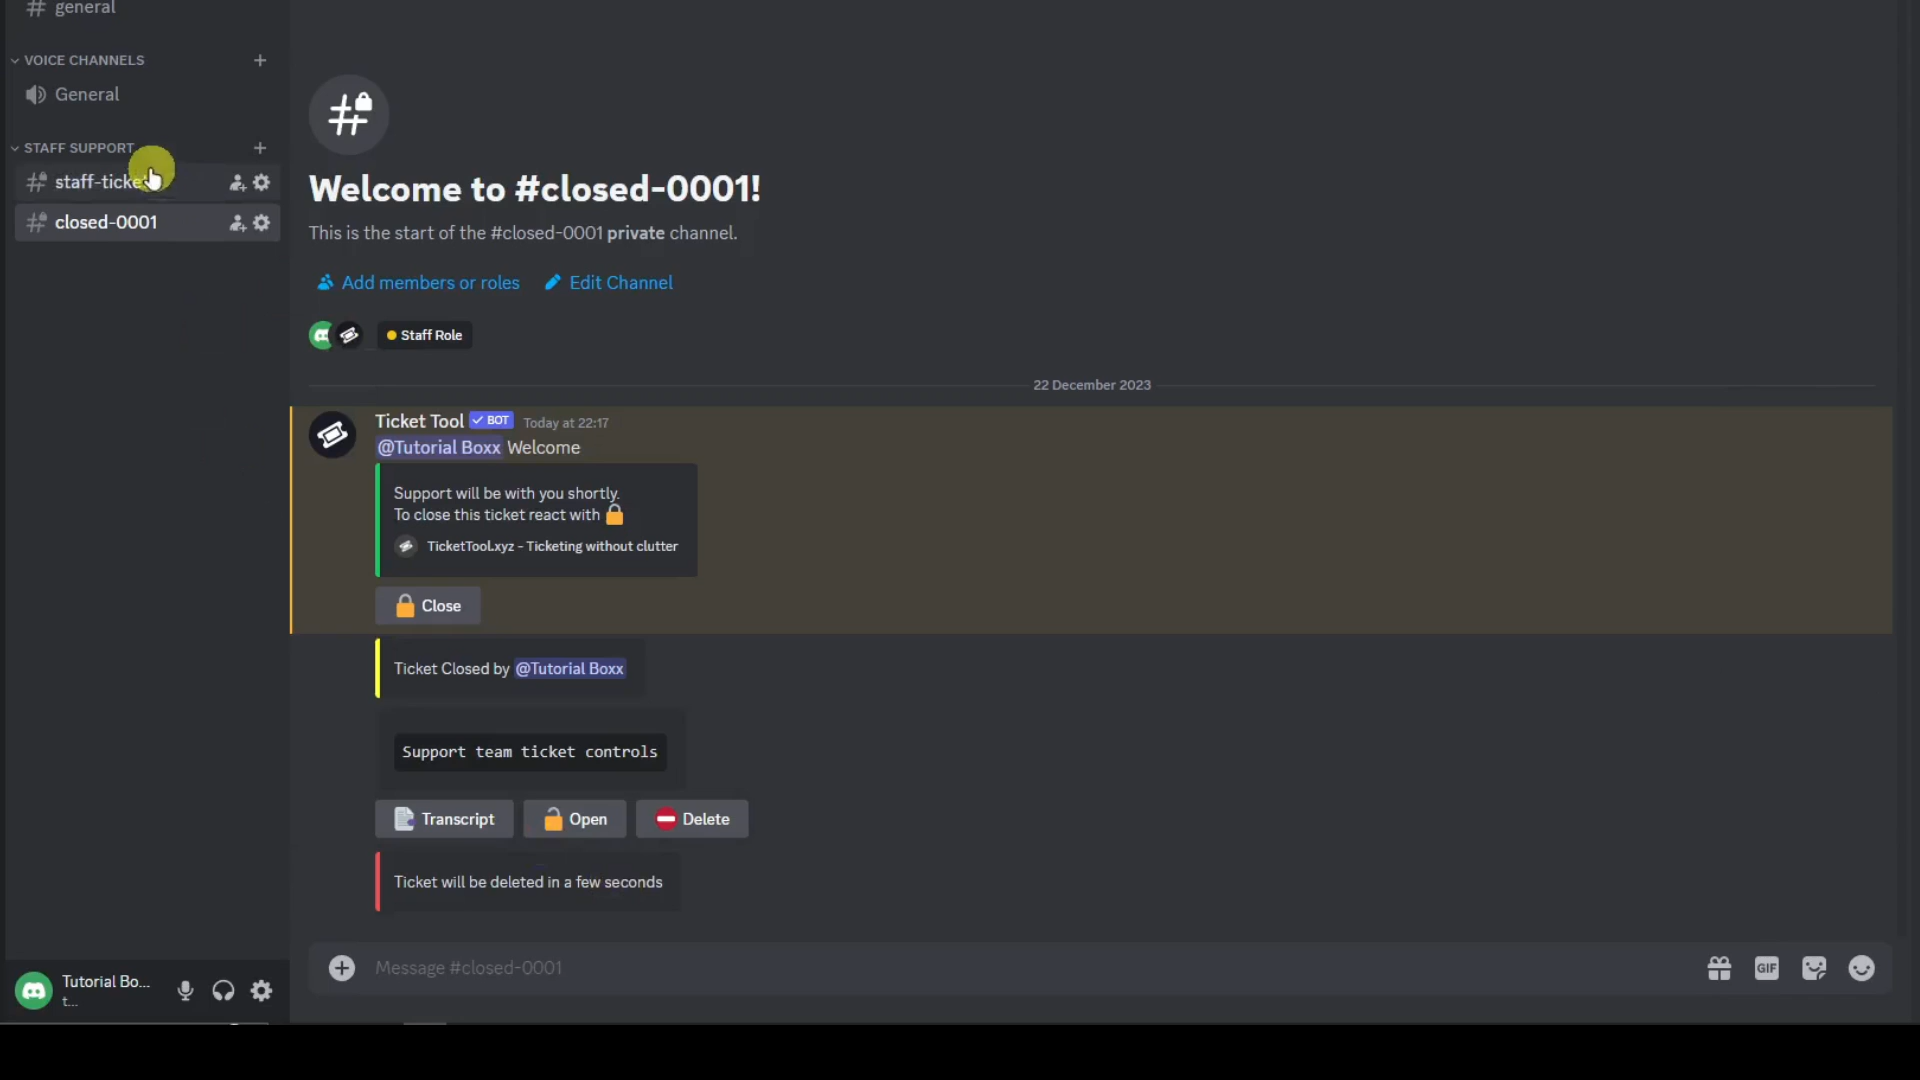 general
VOICE CHANNELS
General
STAFF SUPPORT
closed-0001
Welcome to #closed-0001!
This is the start of the #closed-0001 private channel.
Add members or roles
Edit Channel
Staff Role
22 December 2023
Ticket Tool BOT Today at 22:17
@Tutorial Boxx Welcome
Support will be with you shortly.
To close this ticket react with
TicketTool.xyz - Ticketing without clutter
Close
Ticket Closed by @Tutorial Boxx
Support team ticket controls
Transcript
Open
Delete
Ticket will be deleted in a few seconds
Message #closed-0001
GIF
Tutorial Bo...
t...